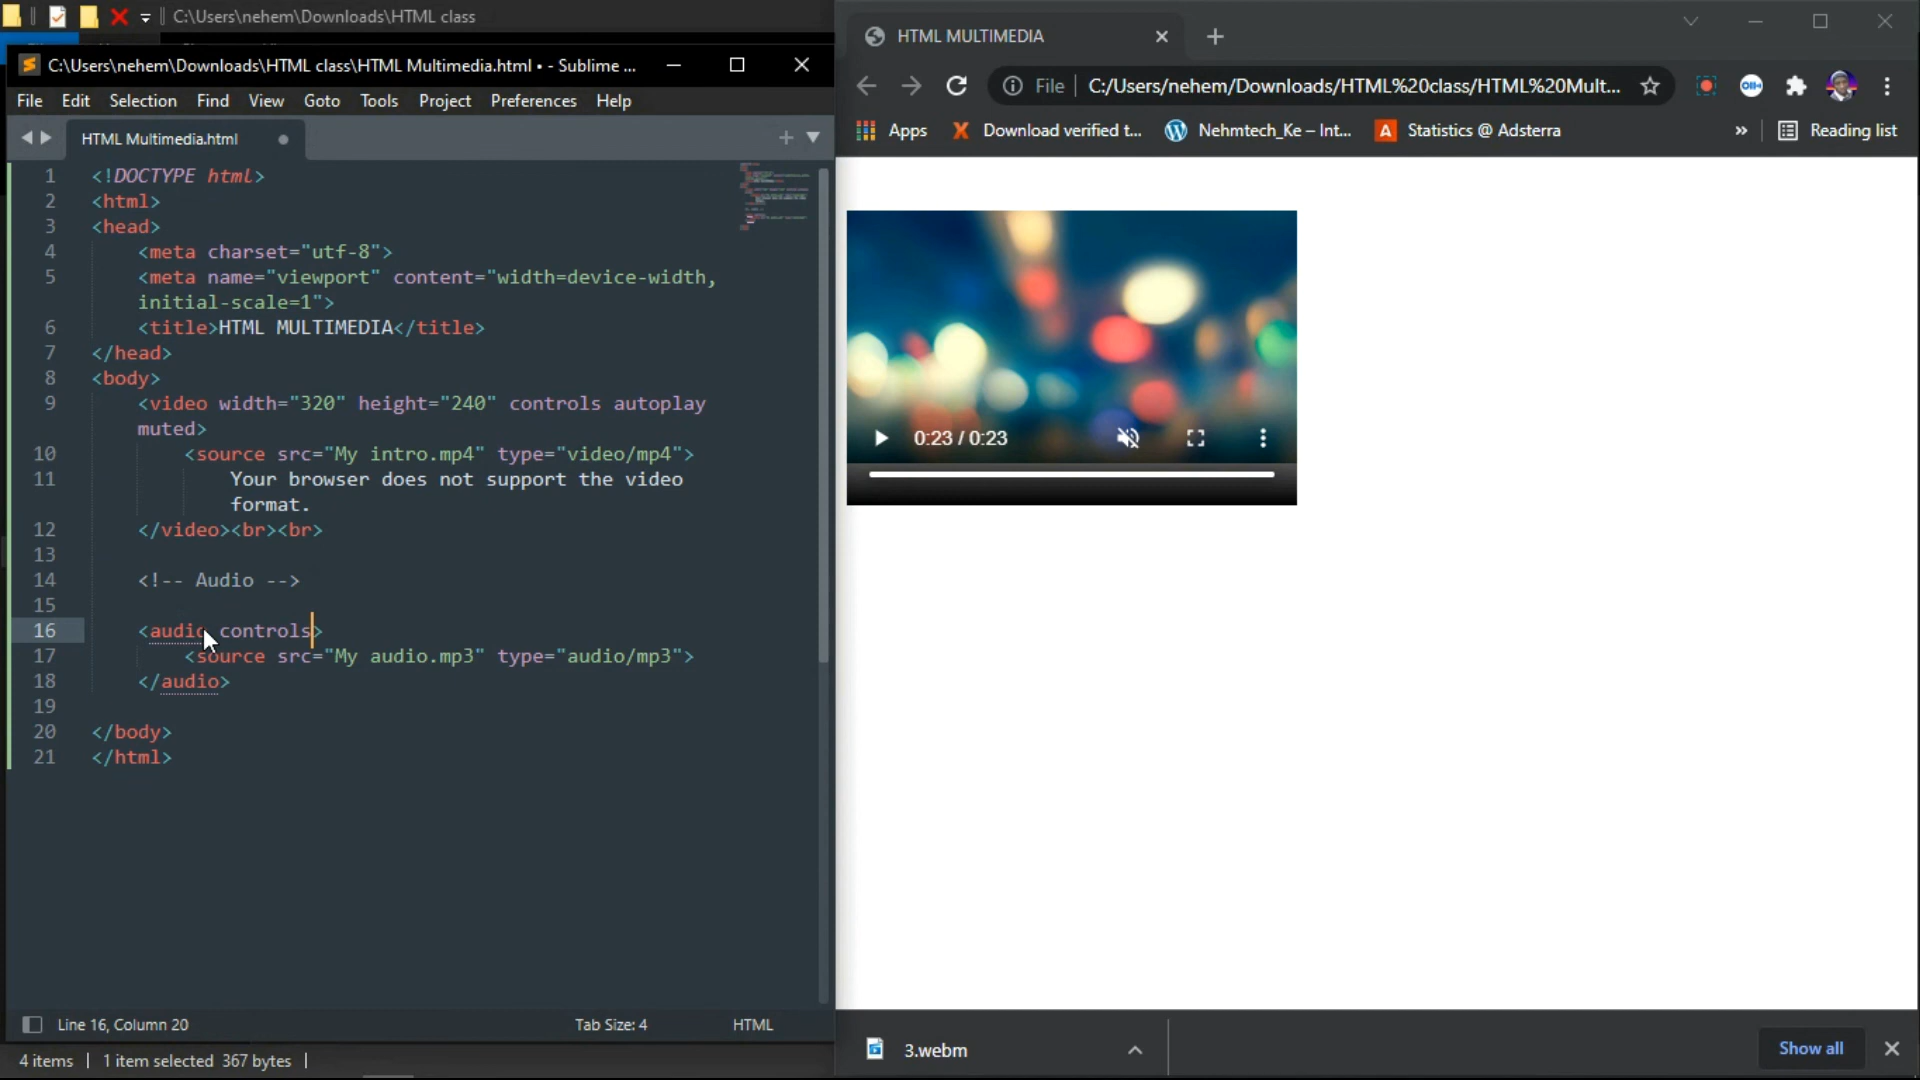 C:\Users\nehem\Downloads\HTML class
C:\Users\nehem\Downloads\HTML class\HTML Multimedia.html • - Sublime ...
File Edit Selection Find View Goto Tools Project Preferences Help
HTML Multimedia.html
1 <!DOCTYPE html>
2 <html>
3 <head>
4 <meta charset="utf-8">
5 <meta name="viewport" content="width=device-width,
initial-scale=1">
6 <title>HTML MULTIMEDIA</title>
7 </head>
8 <body>
9 <video width="320" height="240" controls autoplay
muted>
10 <source src="My intro.mp4" type="video/mp4">
11 Your browser does not support the video
format.
12 </video><br><br>
13
14 <!-- Audio -->
15
16 <audio controls>
17 <source src="My audio.mp3" type="audio/mp3">
18 </audio>
19
20 </body>
21 </html>
Line 16, Column 20 Tab Size: 4 HTML
4 items 1 item selected 367 bytes
HTML MULTIMEDIA
File C:/Users/nehem/Downloads/HTML%20class/HTML%20Mult...
Apps Download verified t... Nehmtech_Ke – Int... Statistics @ Adsterra » Reading list
0:23 / 0:23
3.webm Show all